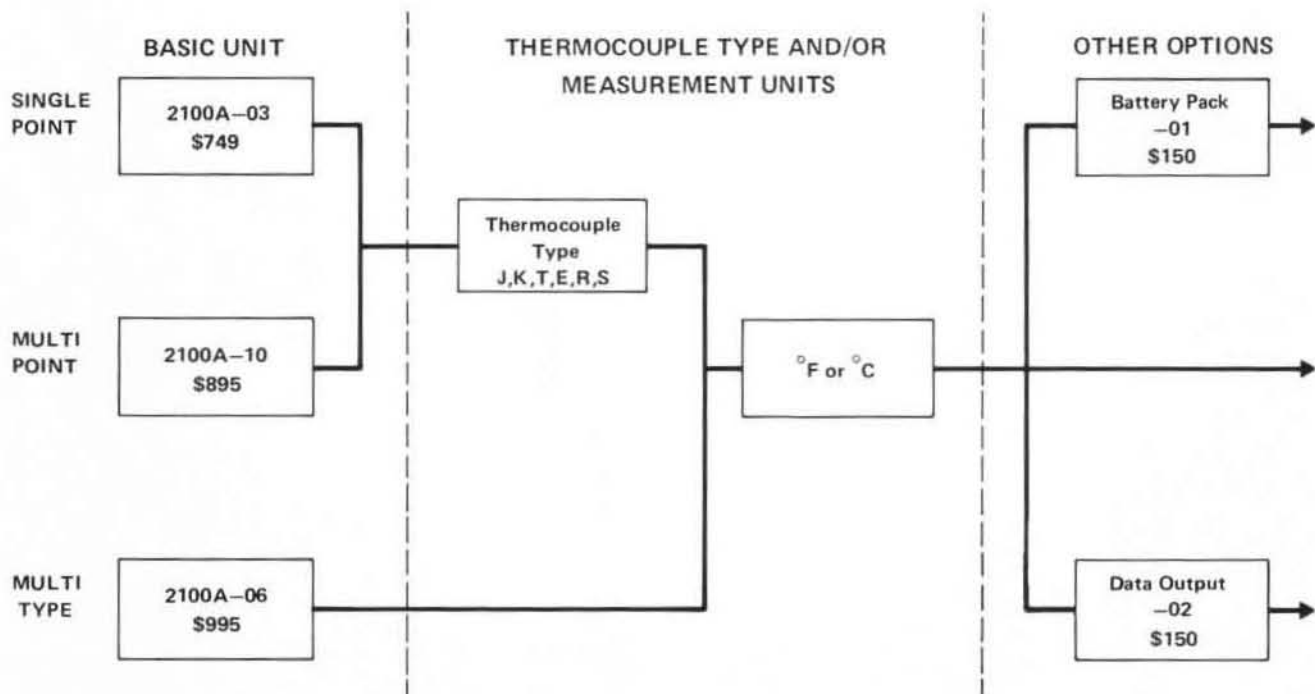 BASIC UNIT
THERMOCOUPLE TYPE AND/OR
MEASUREMENT UNITS
OTHER OPTIONS
SINGLE
POINT
2100A–03
$749
Battery Pack
–01
$150
Thermocouple
Type
J,K,T,E,R,S
MULTI
POINT
2100A–10
$895
°F or °C
MULTI
TYPE
2100A–06
$995
Data Output
–02
$150